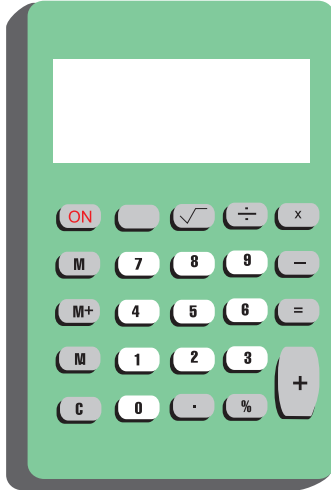 ON √ ÷ x
M 7 8 9 −
M+ 4 5 6 =
M 1 2 3 +
C 0 . %